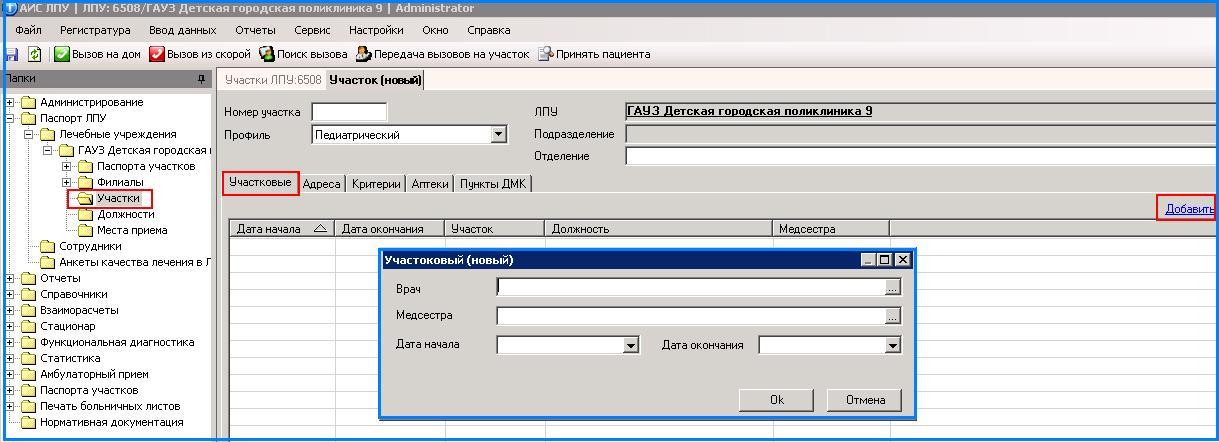 АИС ЛПУ | ЛПУ: 6508/ГАУЗ Детская городская поликлиника 9 | Administrator
Файл Регистратура Ввод данных Отчеты Сервис Настройки Окно Справка
Вызов на дом Вызов из скорой Поиск вызова Передача вызовов на участок Принять пациента
Папки
Администрирование
Паспорт ЛПУ
Лечебные учреждения
ГАУЗ Детская городская
Паспорта участков
Филиалы
Участки
Должности
Места приема
Сотрудники
Анкеты качества лечения в Л
Отчеты
Справочники
Взаиморасчеты
Стационар
Функциональная диагностика
Статистика
Амбулаторный прием
Паспорта участков
Печать больничных листов
Нормативная документация
Участки ЛПУ:6508 Участок (новый)
Номер участка
Профиль Педиатрический
ЛПУ ГАУЗ Детская городская поликлиника 9
Подразделение
Отделение
Участковые Адреса Критерии Аптеки Пункты ДМК
Добавить
Дата начала Дата окончания Участок Должность Медсестра
Участоковый (новый)
Врач ...
Медсестра ...
Дата начала Дата окончания
Ok Отмена